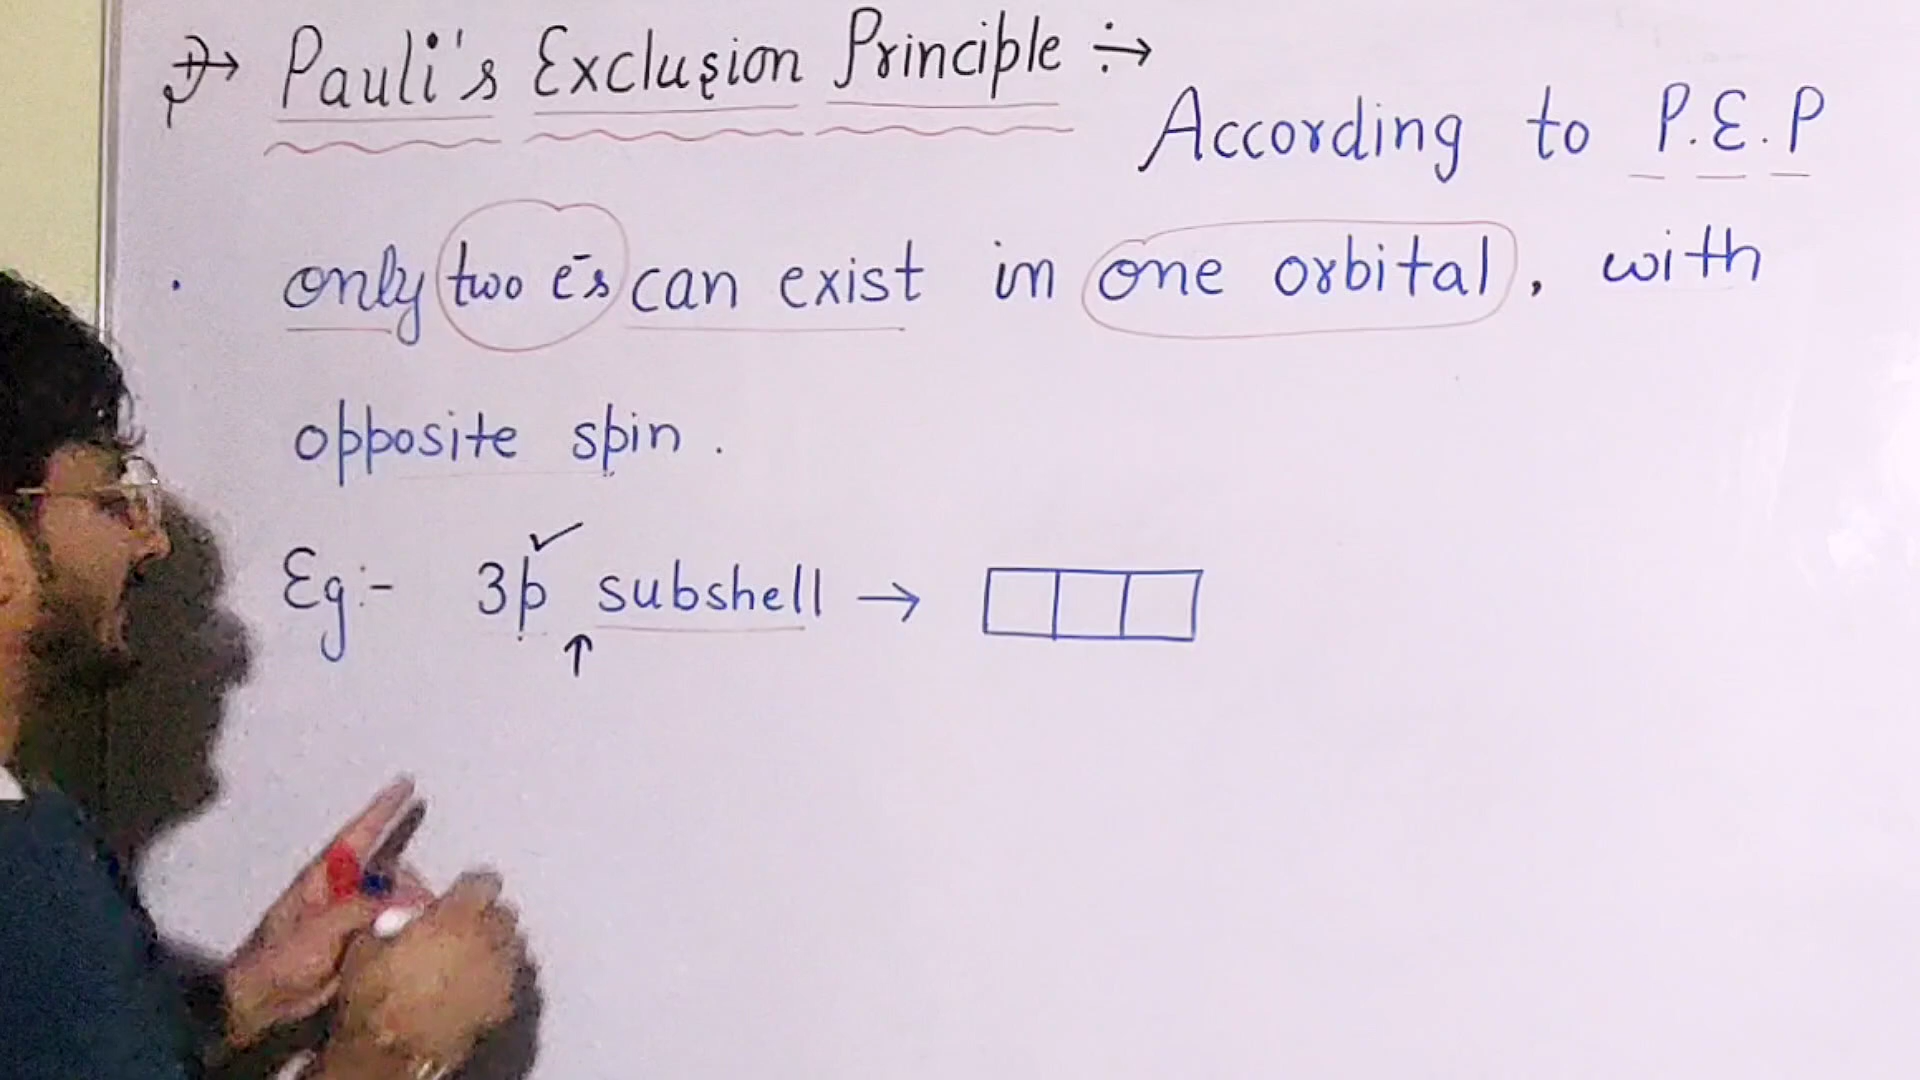 Pauli's Exclusion Principle :→
According to P.E.P
only two e⁻s can exist in one orbital, with
opposite spin.
Eg:- 3p subshell →